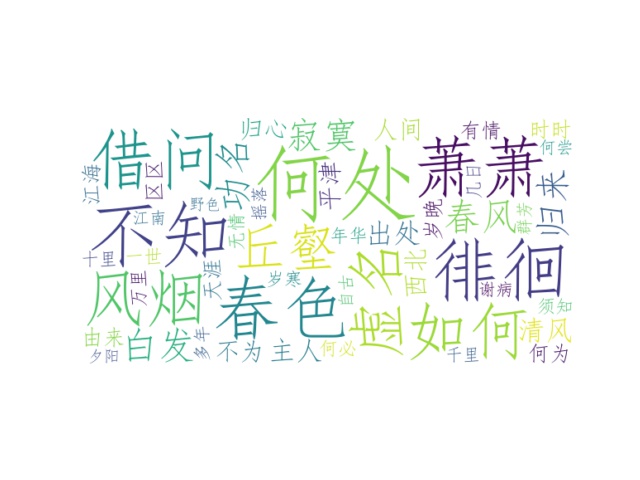 借问
何处
萧萧
不知
徘徊
风烟
春色
如何
虚名
丘壑
功名
归心
寂寞
人间
有情
时时
何尝
江海
区区
平津
几日
归来
岁晚
春风
群芳
江南
野色
摇落
无情
年华
出处
十里
一世
万里
天涯
岁寒
自古
西北
谢病
须知
由来
白发
多年
不为
主人
何必
清风
夕阳
千里
何为